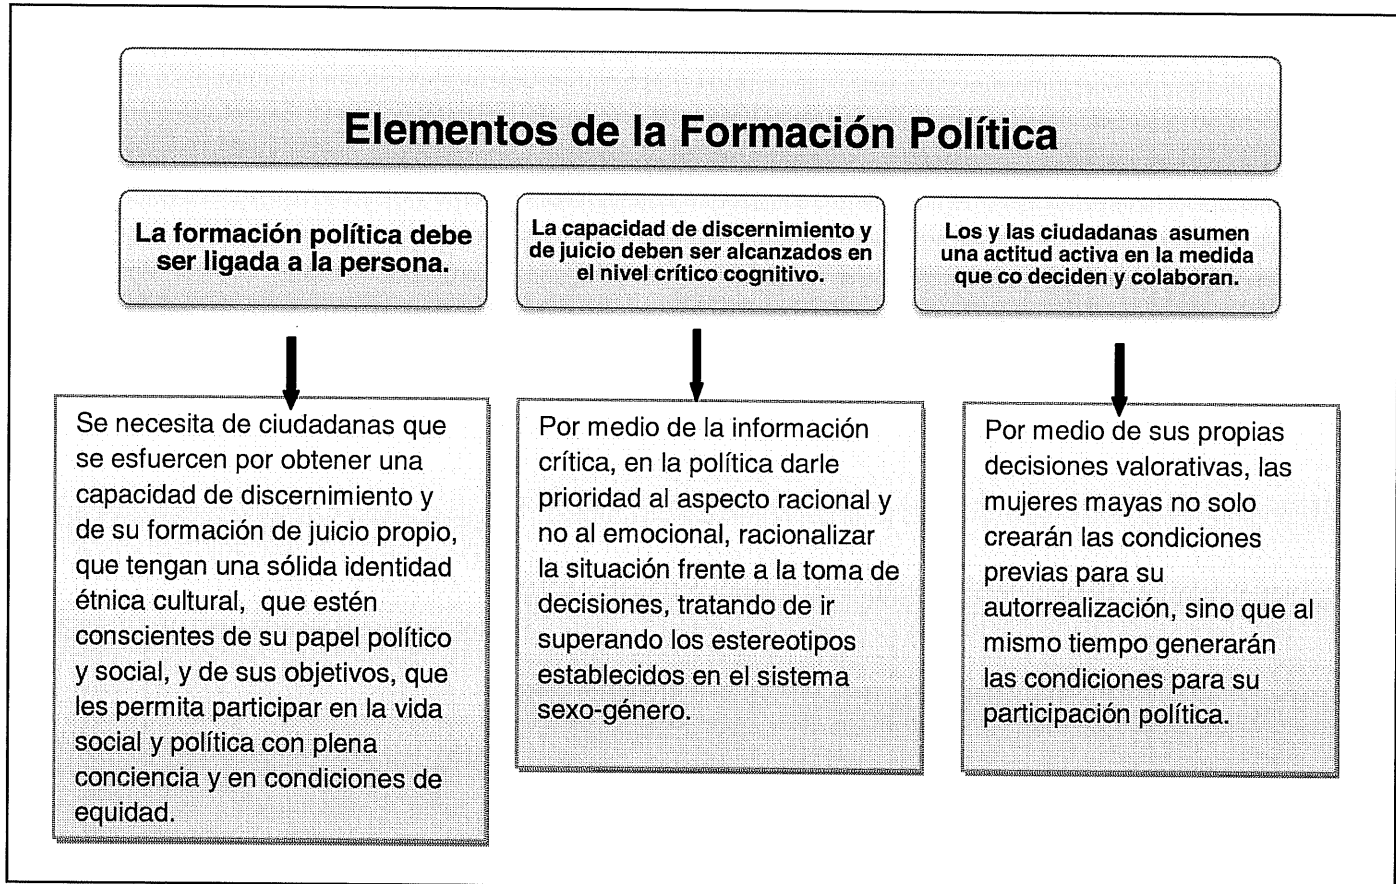 Elementos de la Formación Política
La formación política debe
ser ligada a la persona.
La capacidad de discernimiento y
de juicio deben ser alcanzados en
el nivel crítico cognitivo.
Los y las ciudadanas  asumen
una actitud activa en la medida
que co deciden y colaboran.
Se necesita de ciudadanas que
se esfuercen por obtener una
capacidad de discernimiento y
de su formación de juicio propio,
que tengan una sólida identidad
étnica cultural,  que estén
conscientes de su papel político
y social, y de sus objetivos, que
les permita participar en la vida
social y política con plena
conciencia y en condiciones de
equidad.
Por medio de la información
crítica, en la política darle
prioridad al aspecto racional y
no al emocional, racionalizar
la situación frente a la toma de
decisiones, tratando de ir
superando los estereotipos
establecidos en el sistema
sexo-género.
Por medio de sus propias
decisiones valorativas, las
mujeres mayas no solo
crearán las condiciones
previas para su
autorrealización, sino que al
mismo tiempo generarán
las condiciones para su
participación política.